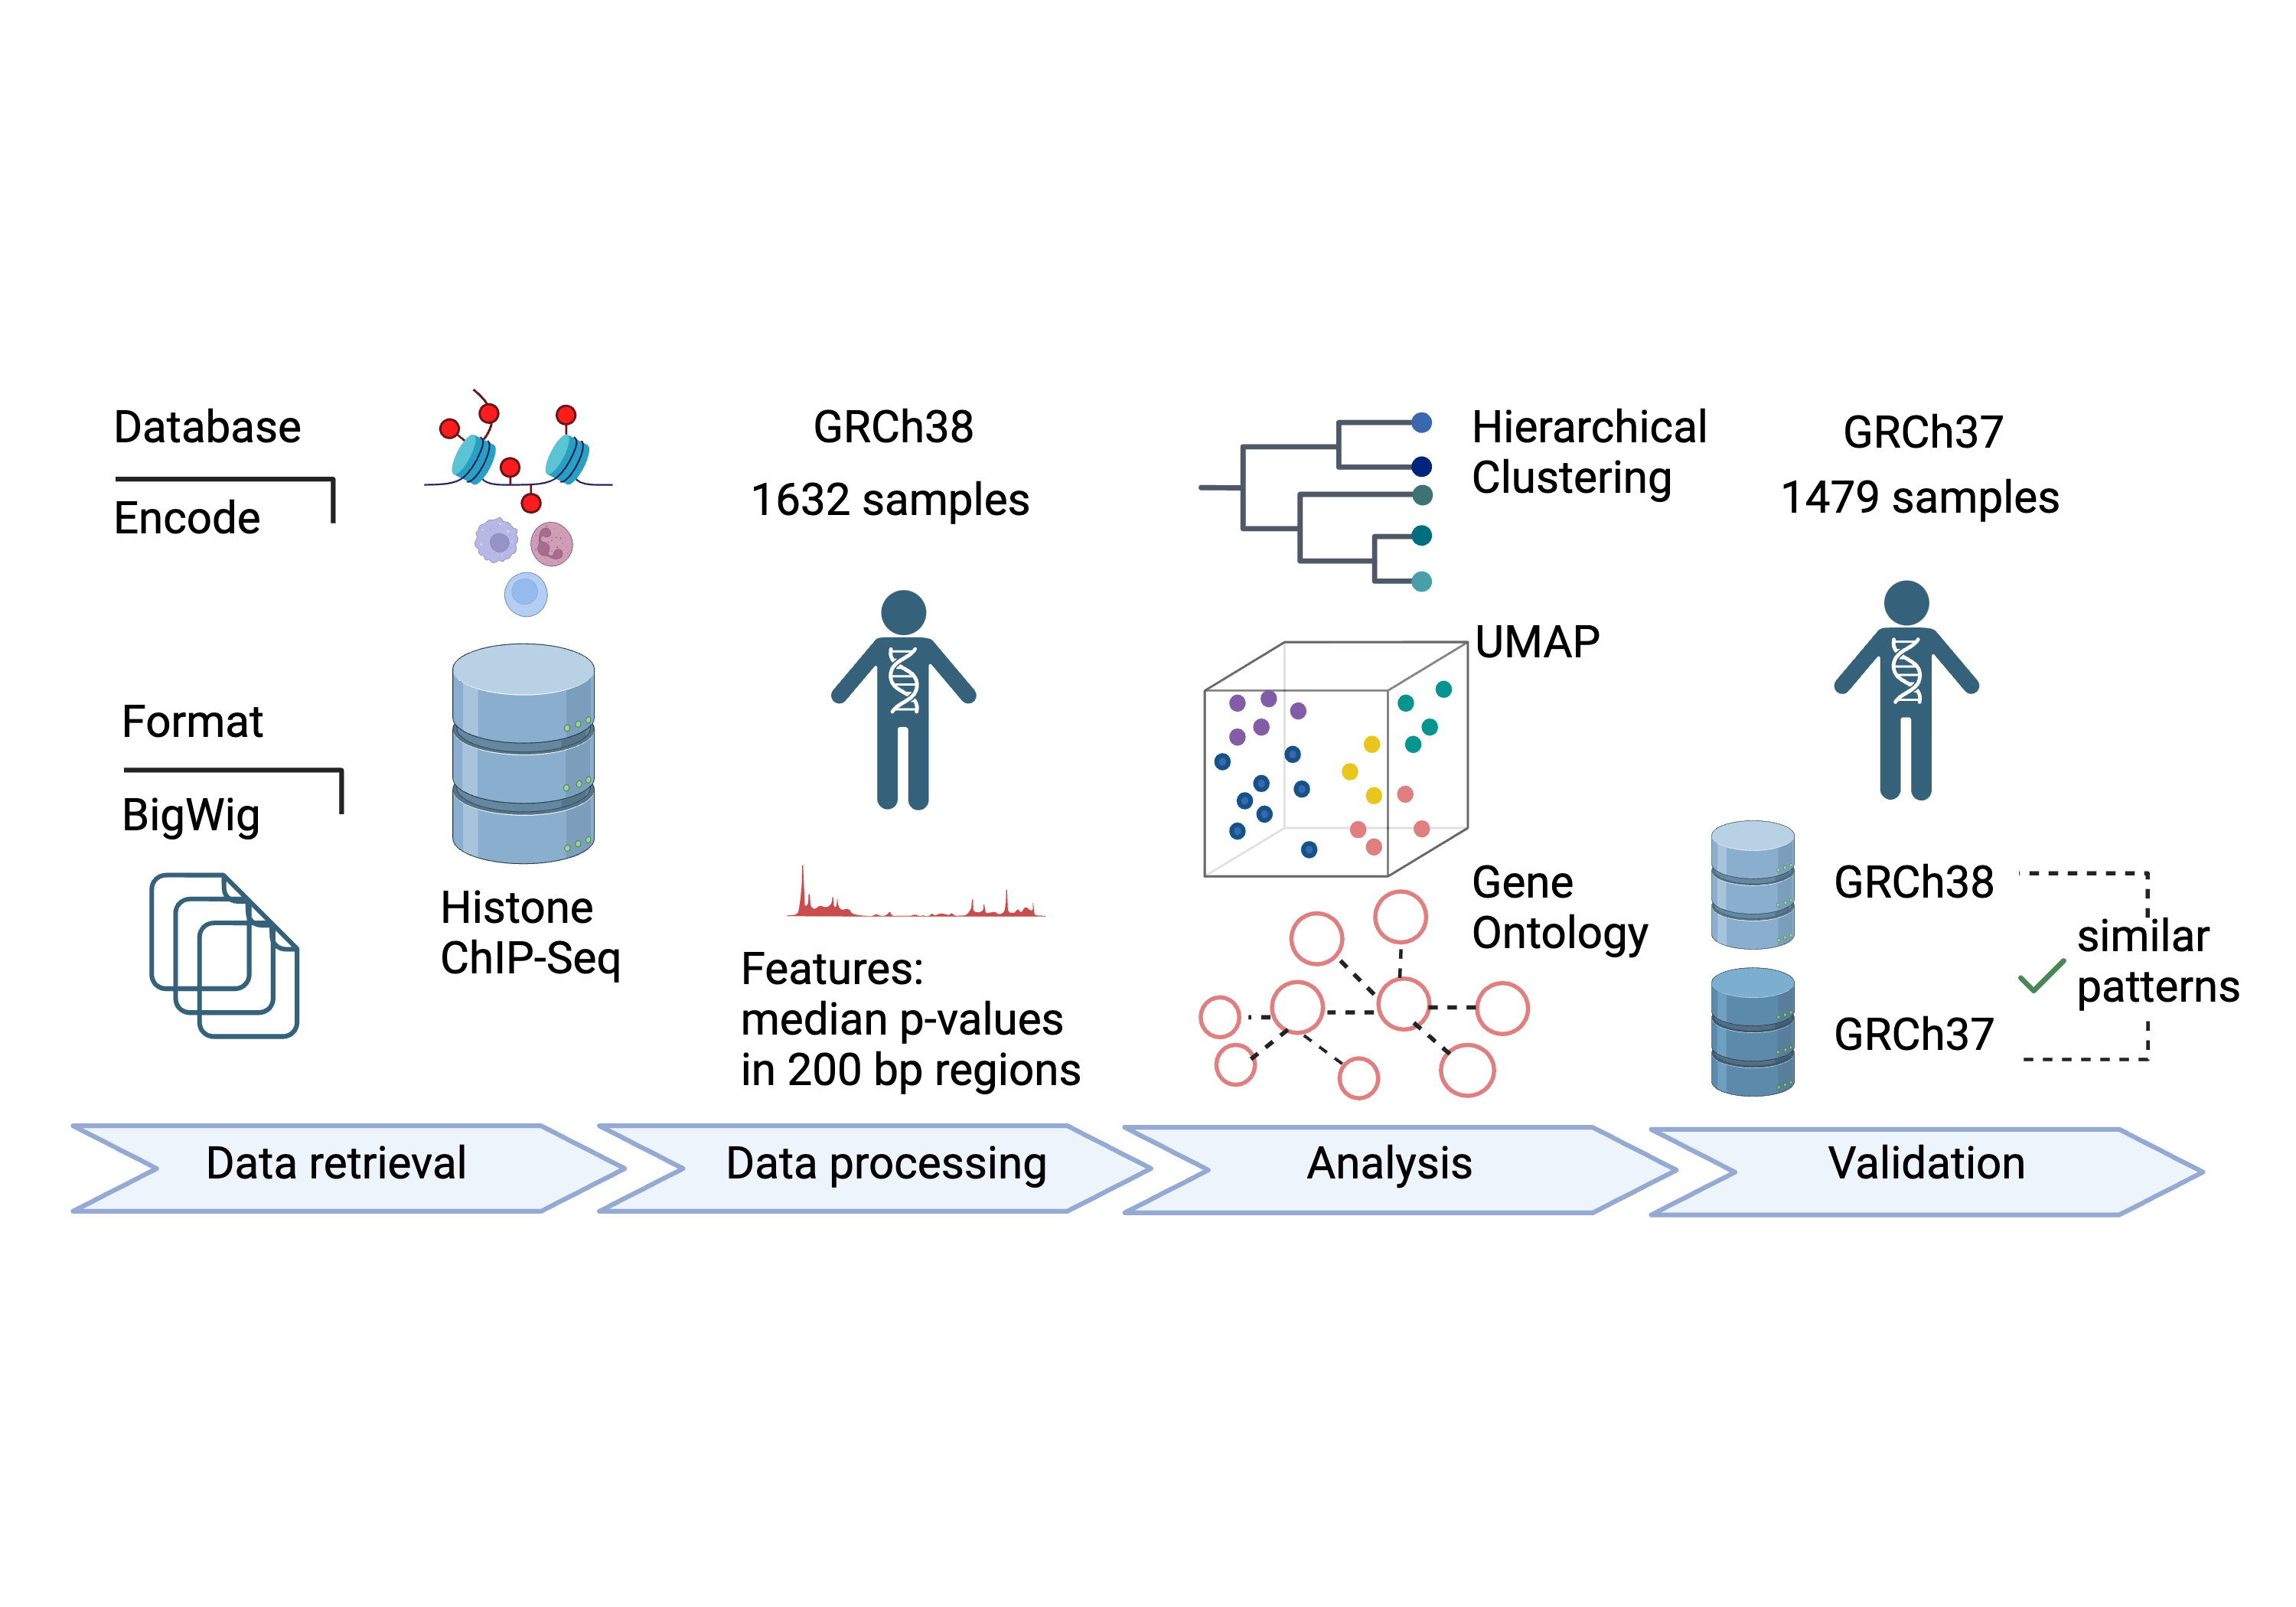 Database
Encode
Format
BigWig
Histone
ChIP-Seq
GRCh38
1632 samples
Features:
median p-values
in 200 bp regions
Hierarchical
Clustering
UMAP
Gene
Ontology
GRCh37
1479 samples
GRCh38
similar
patterns
GRCh37
Data retrieval
Data processing
Analysis
Validation